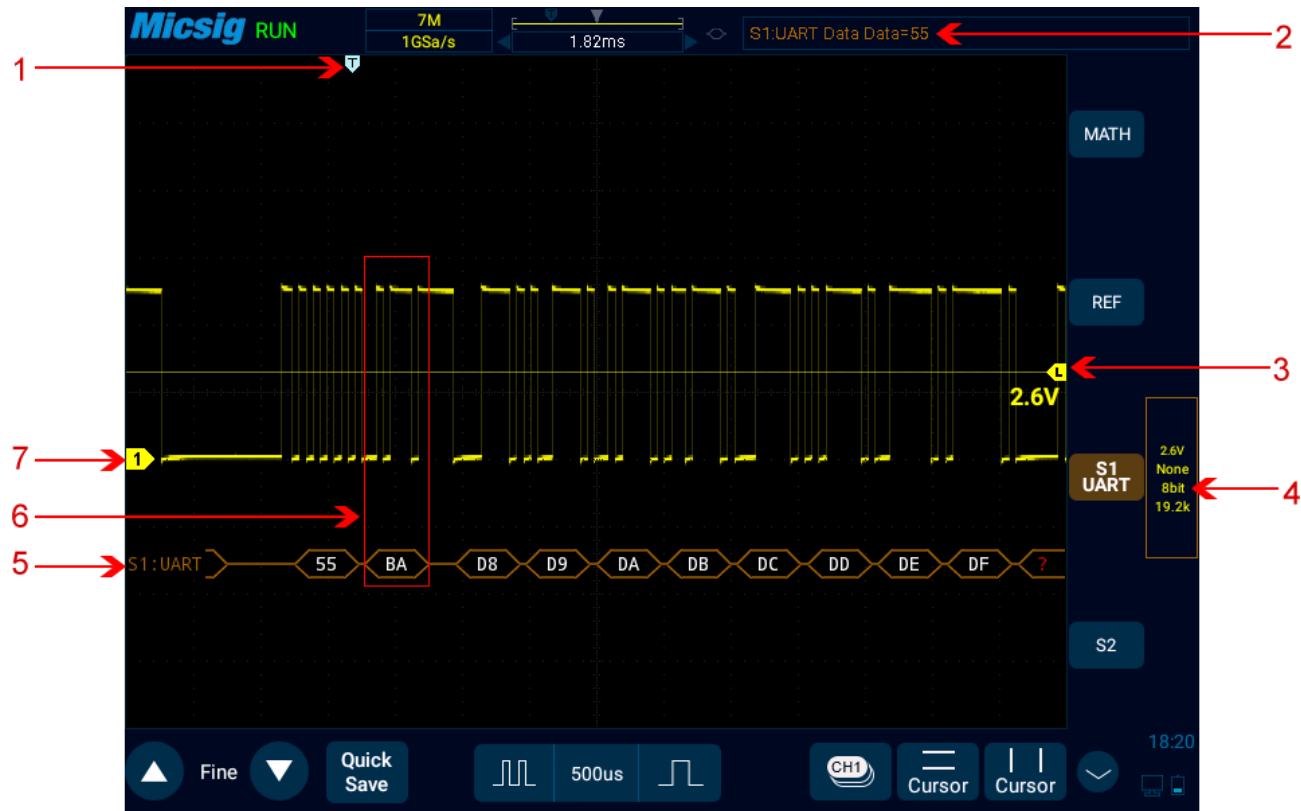 Micsig RUN
7M
1GSa/s
1.82ms
S1:UART Data Data=55
2
1
T
MATH
REF
3
L
2.6V
7
1
S1
UART
2.6V
None
8bit
19.2k
4
6
5
S1:UART
55 BA D8 D9 DA DB DC DD DE DF ?
S2
18:20
Fine
Quick
Save
500us
CH1
Cursor
Cursor